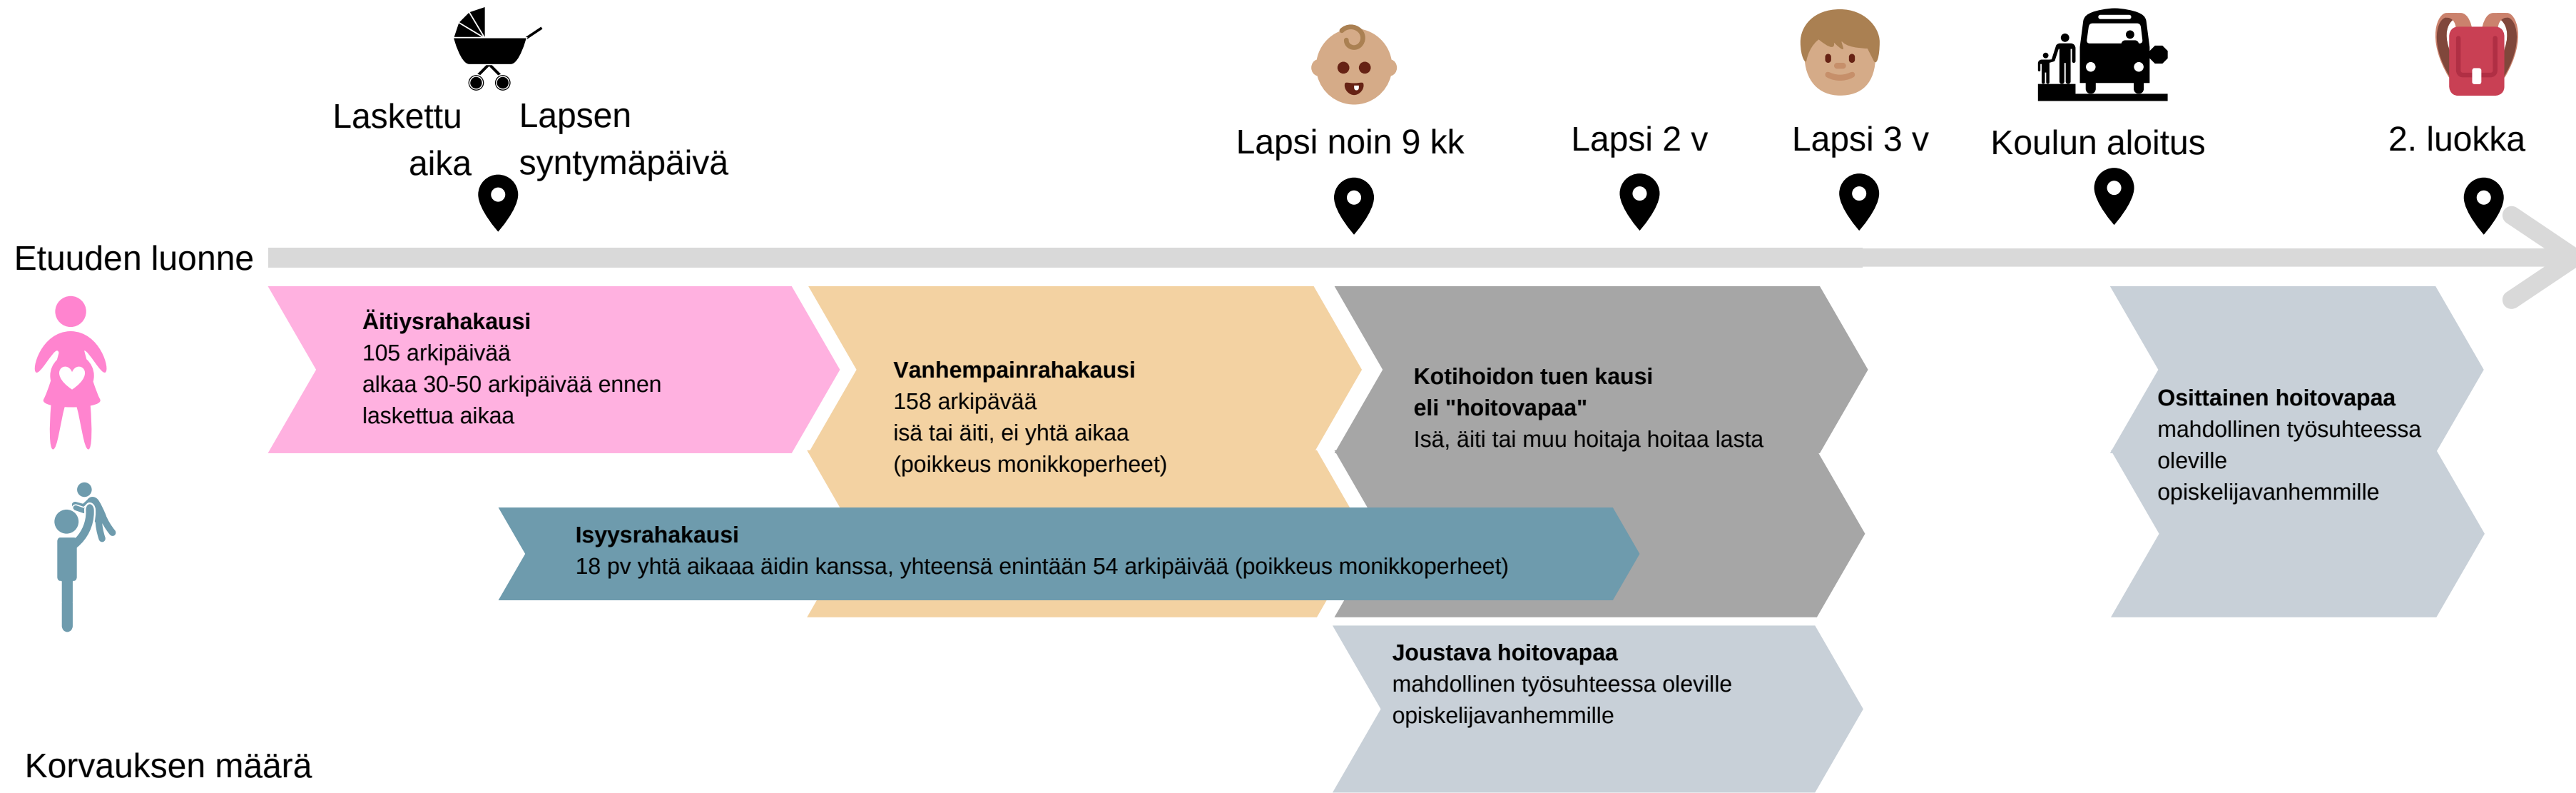 Laskettu
aika
Lapsen
syntymäpäivä
Lapsi noin 9 kk
Lapsi 2 v
Lapsi 3 v
Koulun aloitus
2. luokka
Etuuden luonne
Äitiysrahakausi
105 arkipäivää
alkaa 30-50 arkipäivää ennen
laskettua aikaa
Vanhempainrahakausi
158 arkipävää
isä tai äiti, ei yhtä aikaa
(poikkeus monikkoperheet)
Kotihoidon tuen kausi
eli "hoitovapaa"
Isä, äiti tai muu hoitaja hoitaa lasta
Osittainen hoitovapaa
mahdollinen työsuhteessa
oleville
opiskelijavanhemmille
Isyysrahakausi
18 pv yhtä aikaaa äidin kanssa, yhteensä enintään 54 arkipäivää (poikkeus monikkoperheet)
Joustava hoitovapaa
mahdollinen työsuhteessa oleville
opiskelijavanhemmille
Korvauksen määrä